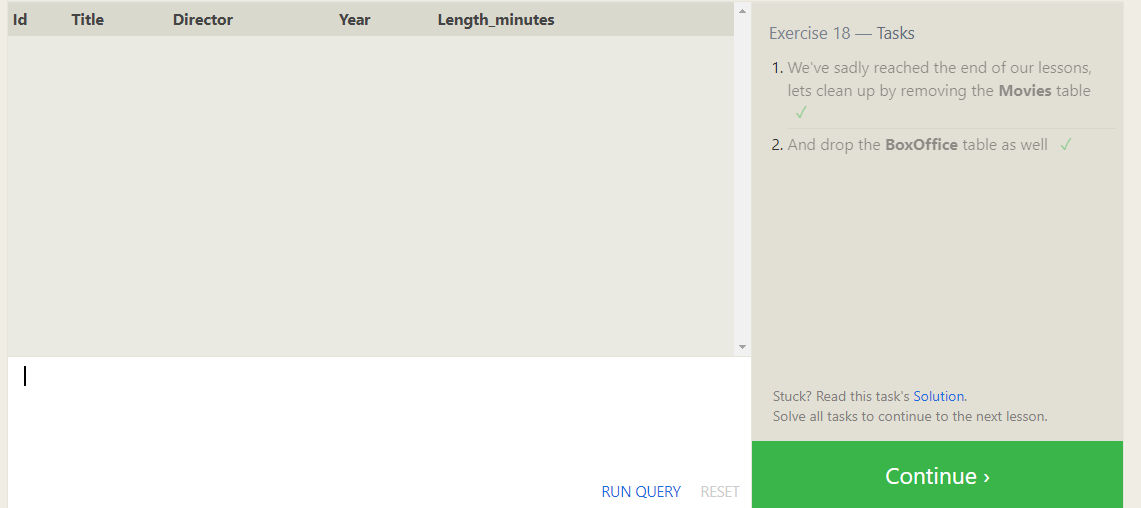 Id Title Director Year Length_minutes
Exercise 18 — Tasks
1. We've sadly reached the end of our lessons,
lets clean up by removing the Movies table
✓
2. And drop the BoxOffice table as well ✓
Stuck? Read this task's Solution.
Solve all tasks to continue to the next lesson.
RUN QUERY RESET
Continue ›